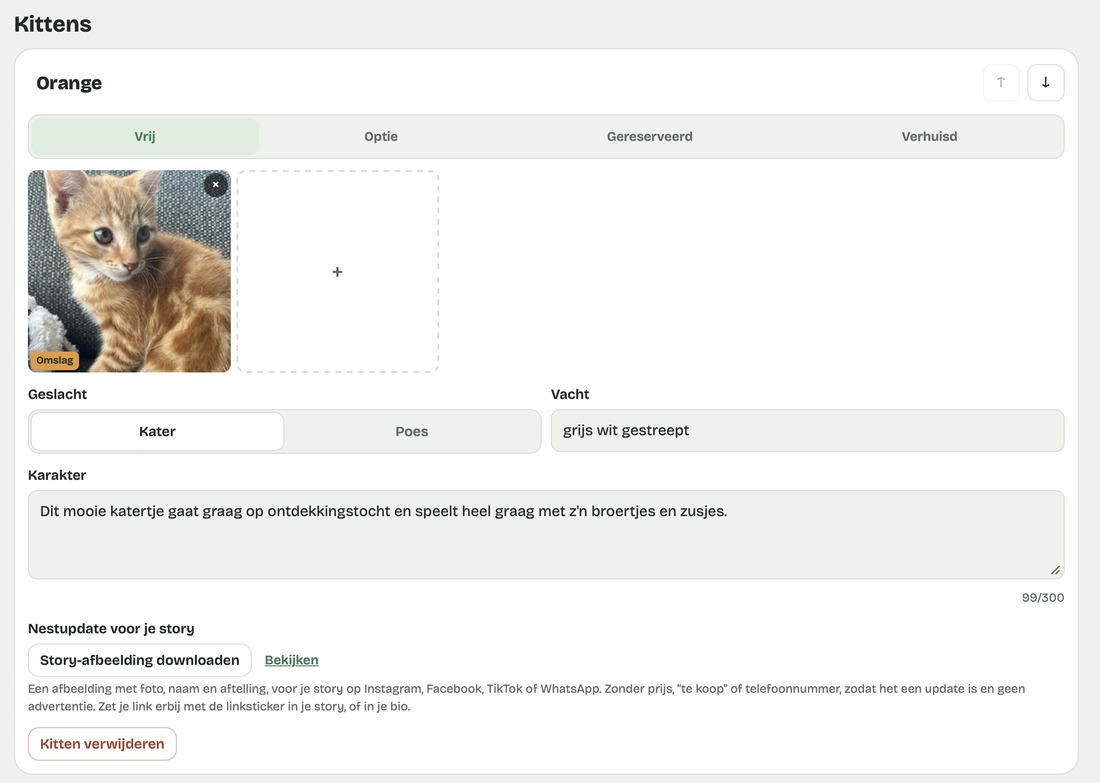 Kittens
Orange
↑ ↓
Vrij Optie Gereserveerd Verhuisd
×
+
Omslag
Geslacht Vacht
Kater Poes grijs wit gestreept
Karakter
Dit mooie katertje gaat graag op ontdekkingstocht en speelt heel graag met z'n broertjes en zusjes.
99/300
Nestupdate voor je story
Story-afbeelding downloaden Bekijken
Een afbeelding met foto, naam en aftelling, voor je story op Instagram, Facebook, TikTok of WhatsApp. Zonder prijs, "te koop" of telefoonnummer, zodat het een update is en geen
advertentie. Zet je link erbij met de linksticker in je story, of in je bio.
Kitten verwijderen